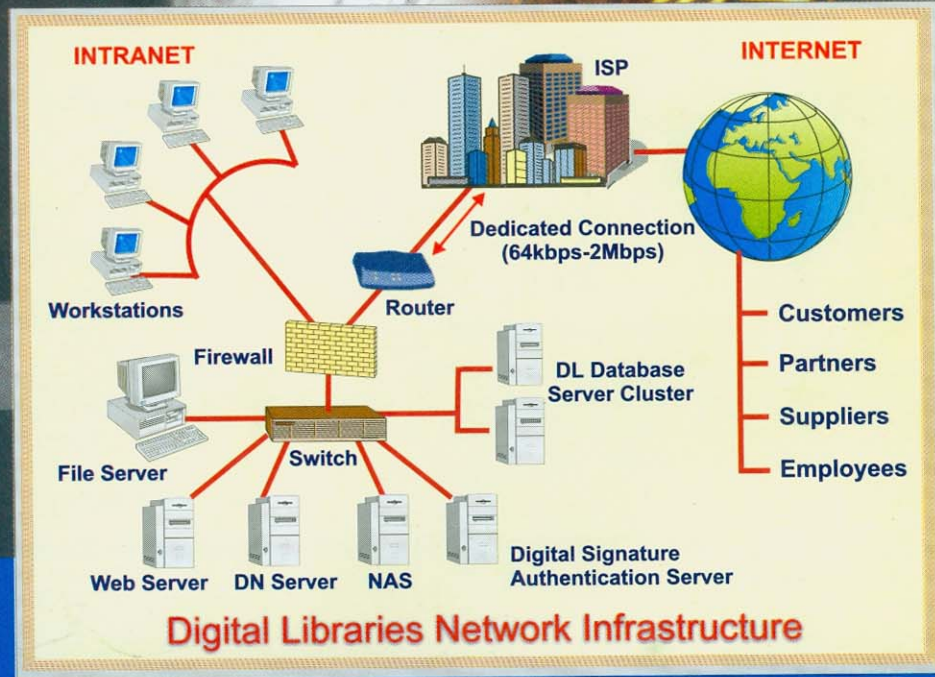 INTRANET
ISP
INTERNET
Dedicated Connection
(64kbps-2Mbps)
Workstations
Router
Customers
Firewall
DL Database
Server Cluster
Partners
Suppliers
Switch
File Server
Employees
Web Server
DN Server
NAS
Digital Signature
Authentication Server
Digital Libraries Network Infrastructure